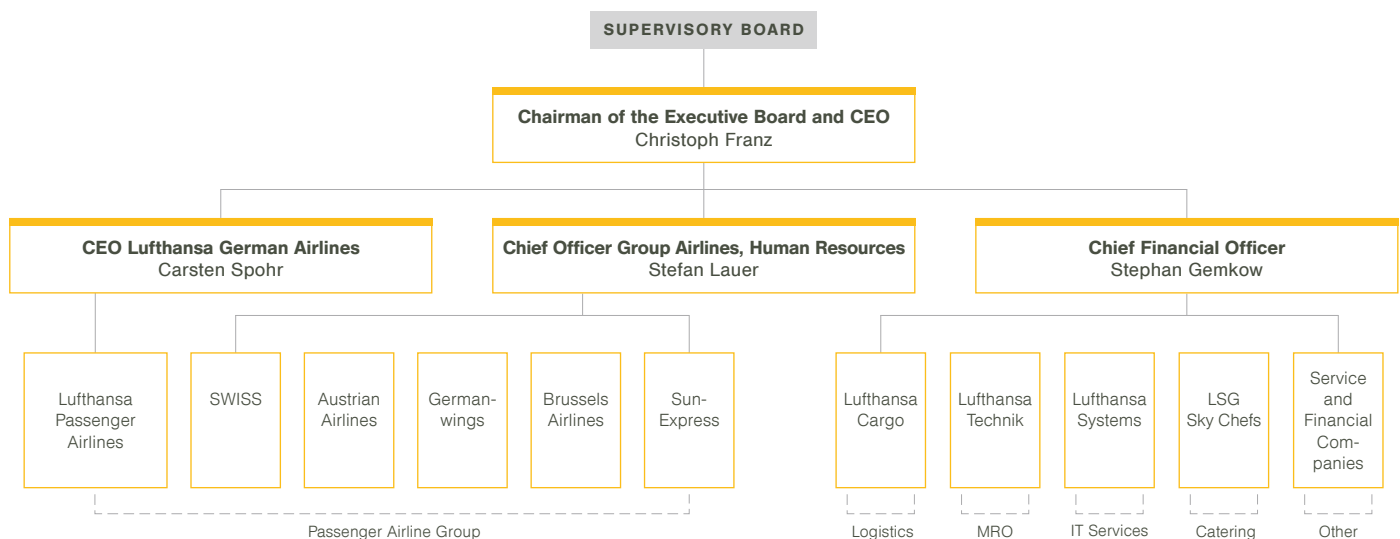 SUPERVISORY BOARD
Chairman of the Executive Board and CEO
Christoph Franz
CEO Lufthansa German Airlines
Carsten Spohr
Chief Officer Group Airlines, Human Resources
Stefan Lauer
Chief Financial Officer
Stephan Gemkow
Lufthansa
Passenger
Airlines
SWISS
Austrian
Airlines
German-
wings
Brussels
Airlines
Sun-
Express
Lufthansa
Cargo
Lufthansa
Technik
Lufthansa
Systems
LSG
Sky Chefs
Service
and
Financial
Com-
panies
Passenger Airline Group
Logistics
MRO
IT Services
Catering
Other